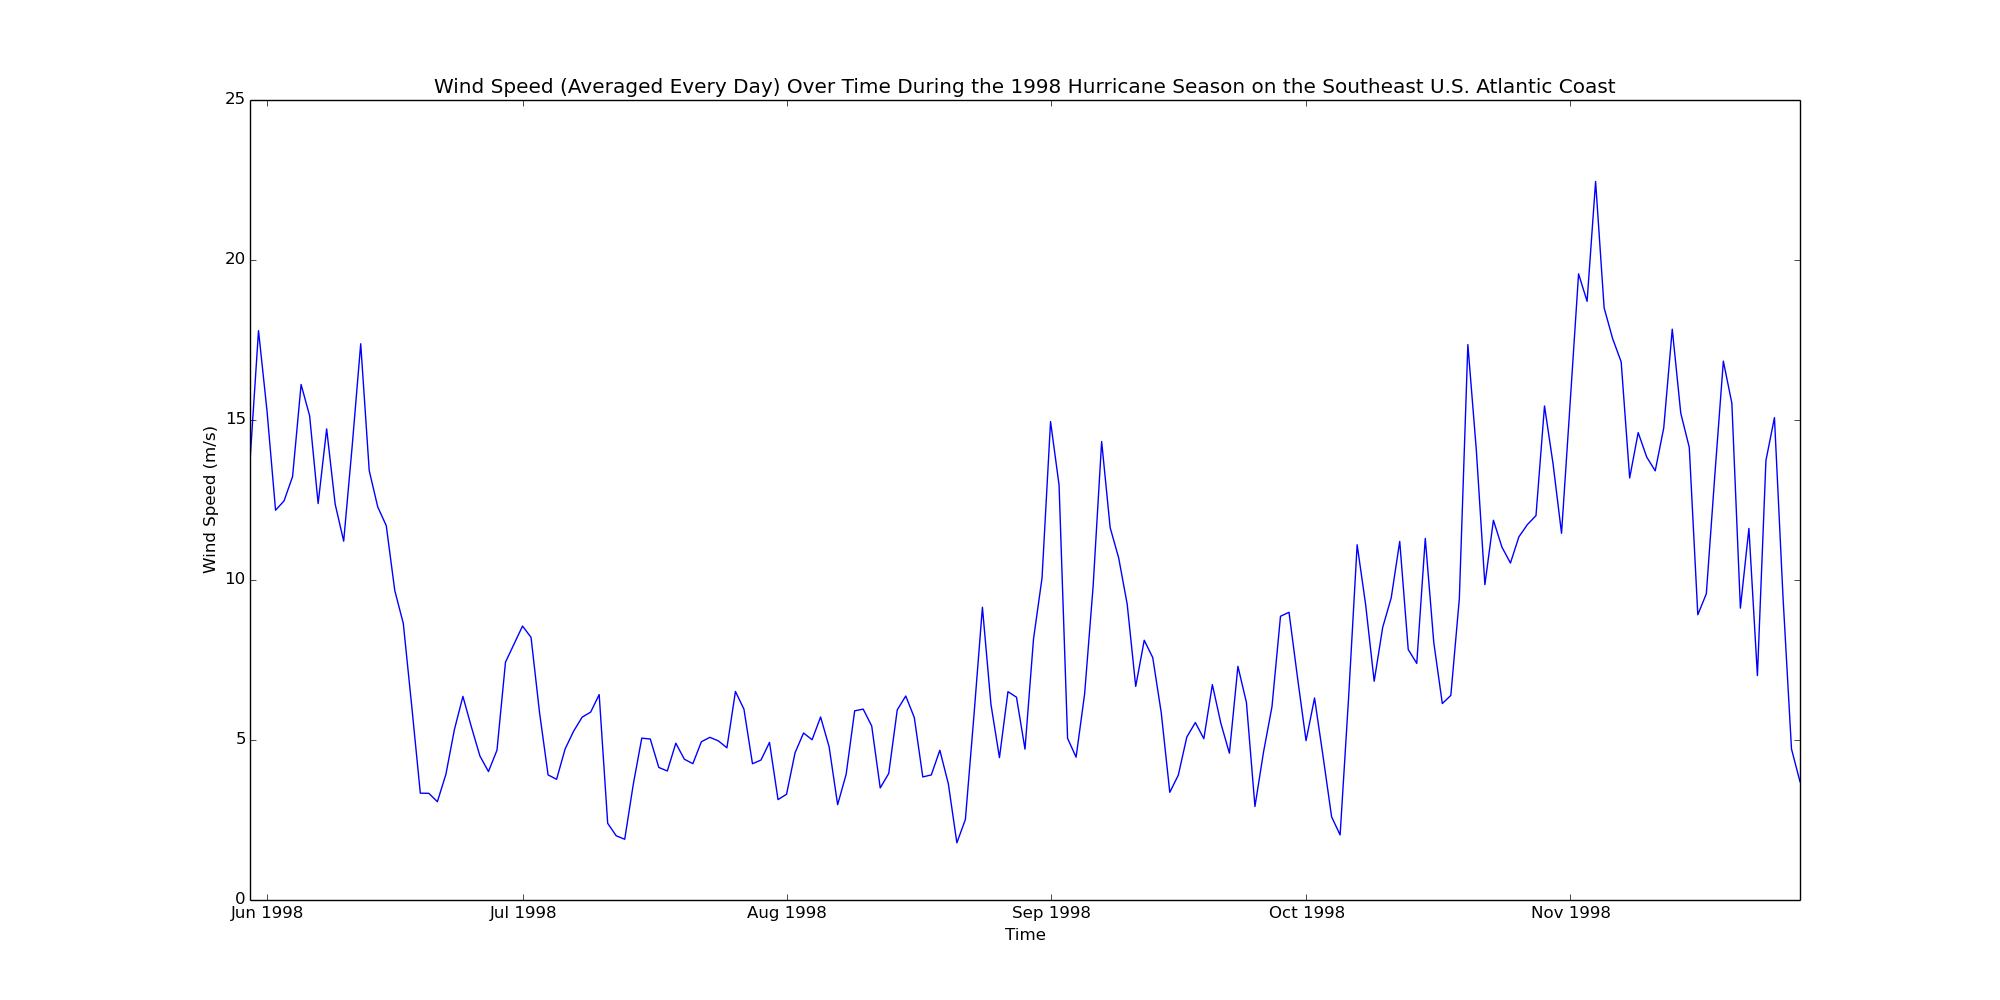 Wind Speed (Averaged Every Day) Over Time During the 1998 Hurricane Season on the Southeast U.S. Atlantic Coast
25
20
15
10
5
0
Wind Speed (m/s)
Jun 1998 Jul 1998 Aug 1998 Sep 1998 Oct 1998 Nov 1998
Time